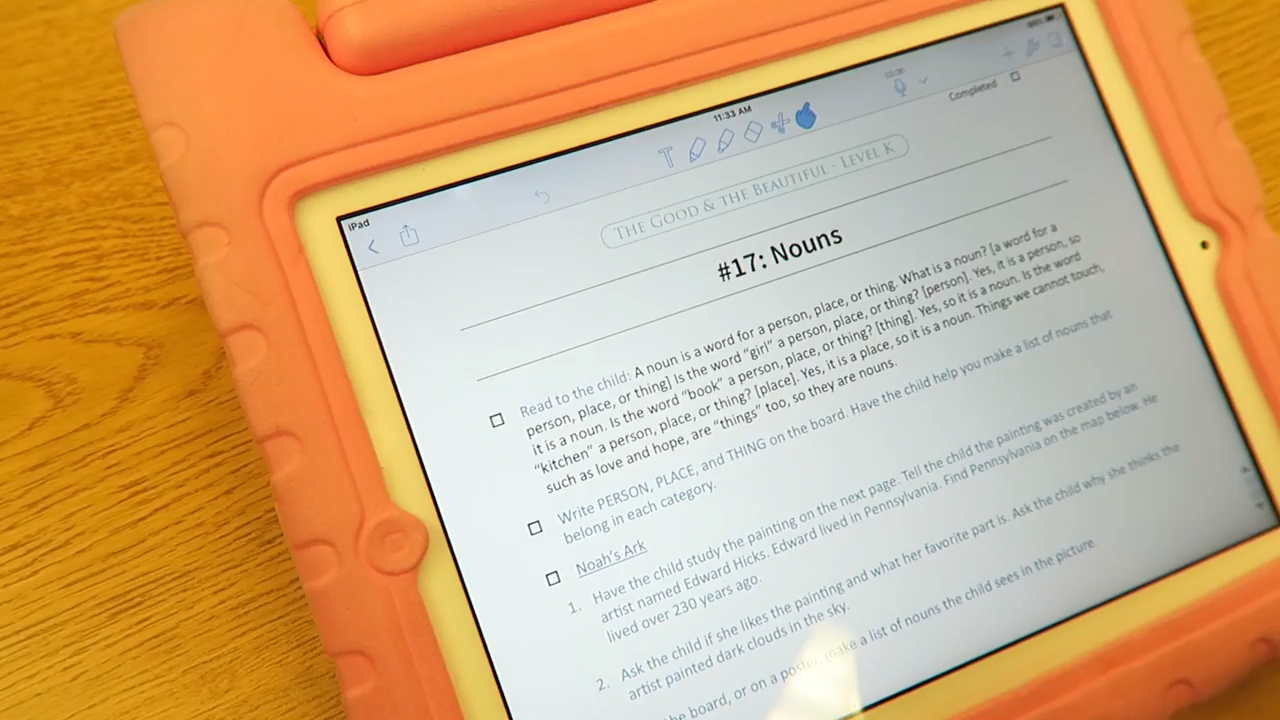 iPad
11:33 AM
Completed
THE GOOD & THE BEAUTIFUL - LEVEL K
#17: Nouns
Read to the child: A noun is a word for a person, place, or thing. What is a noun? [a word for a
person, place, or thing] Is the word “girl” a person, place, or thing? [person]. Yes, it is a person, so
it is a noun. Is the word “book” a person, place, or thing? [thing]. Yes, so it is a noun. Is the word
“kitchen” a person, place, or thing? [place]. Yes, it is a place, so it is a noun. Things we cannot touch,
such as love and hope, are “things” too, so they are nouns.
Write PERSON, PLACE, and THING on the board. Have the child help you make a list of nouns that
belong in each category.
Noah's Ark
1. Have the child study the painting on the next page. Tell the child the painting was created by an
artist named Edward Hicks. Edward lived in Pennsylvania. Find Pennsylvania on the map below. He
lived over 230 years ago.
2. Ask the child if she likes the painting and what her favorite part is. Ask the child why she thinks the
artist painted dark clouds in the sky.
board, or on a poster, make a list of nouns the child sees in the picture.